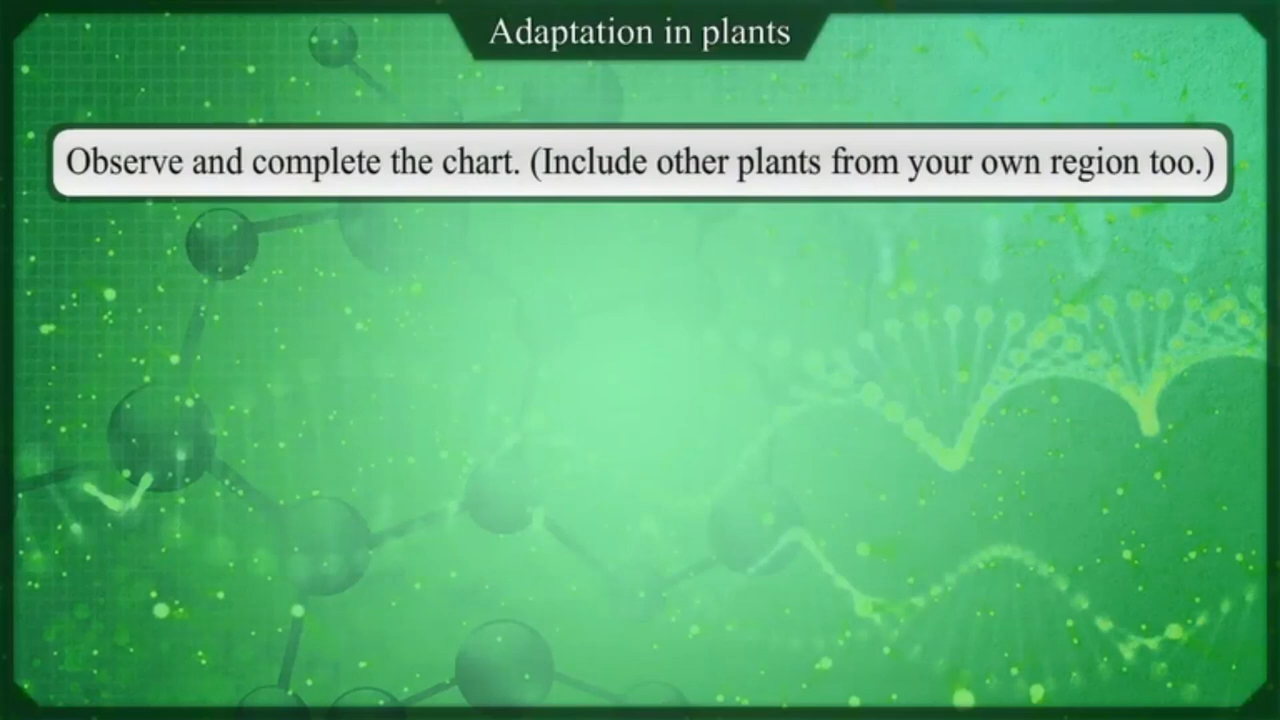 Adaptation in plants
Observe and complete the chart. (Include other plants from your own region too.)